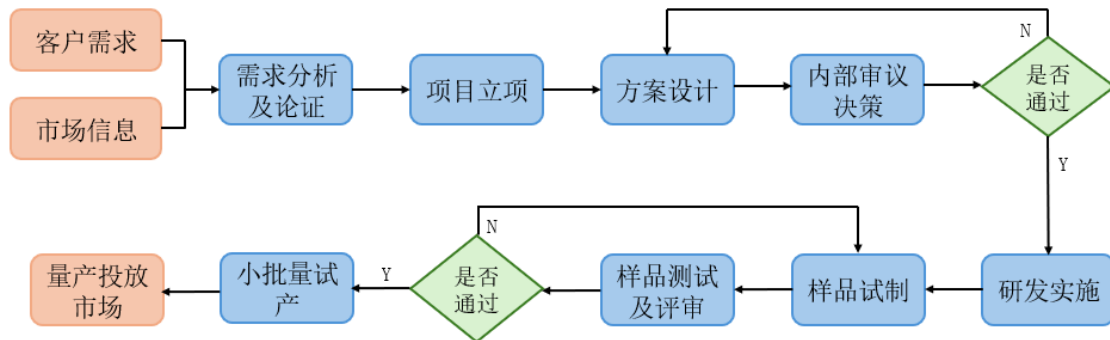 客户需求
市场信息
需求分析
及论证
项目立项
方案设计
内部审议
决策
N
是否
通过
Y
研发实施
样品试制
样品测试
及评审
N
是否
通过
Y
小批量试
产
量产投放
市场